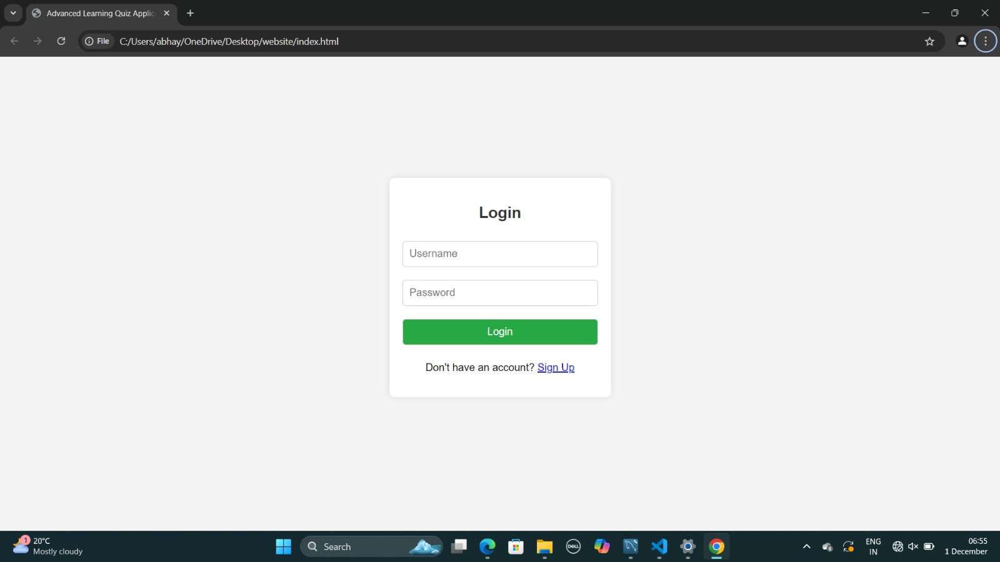 Advanced Learning Quiz Applic
File
C:/Users/abhay/OneDrive/Desktop/website/index.html
Login
Username
Password
Login
Don't have an account? Sign Up
1
20°C
Mostly cloudy
Search
DELL
ENG
IN
06:55
1 December